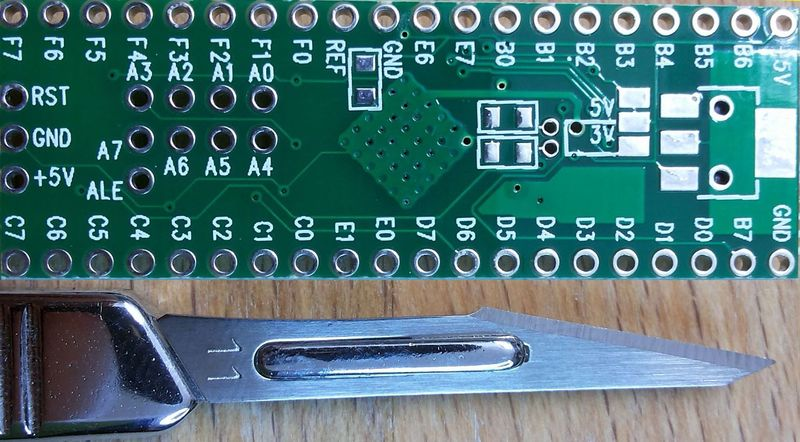 F7 F6 F5 F4 F3 F2 F1 F0 REF GND E6 E7 B0 B1 B2 B3 B4 B5 B6 +5V
A3 A2 A1 A0
RST
5V
GND
3V
A7 A6 A5 A4
+5V
ALE
C7 C6 C5 C4 C3 C2 C1 C0 E1 E0 D7 D6 D5 D4 D3 D2 D1 D0 B7 GND
11